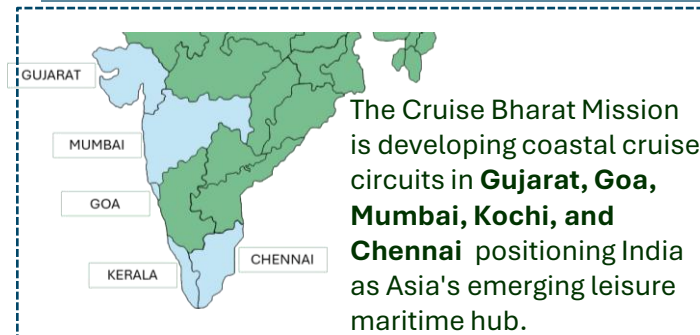 GUJARAT
MUMBAI
GOA
KERALA
CHENNAI
The Cruise Bharat Mission
is developing coastal cruise
circuits in Gujarat, Goa,
Mumbai, Kochi, and
Chennai positioning India
as Asia's emerging leisure
maritime hub.